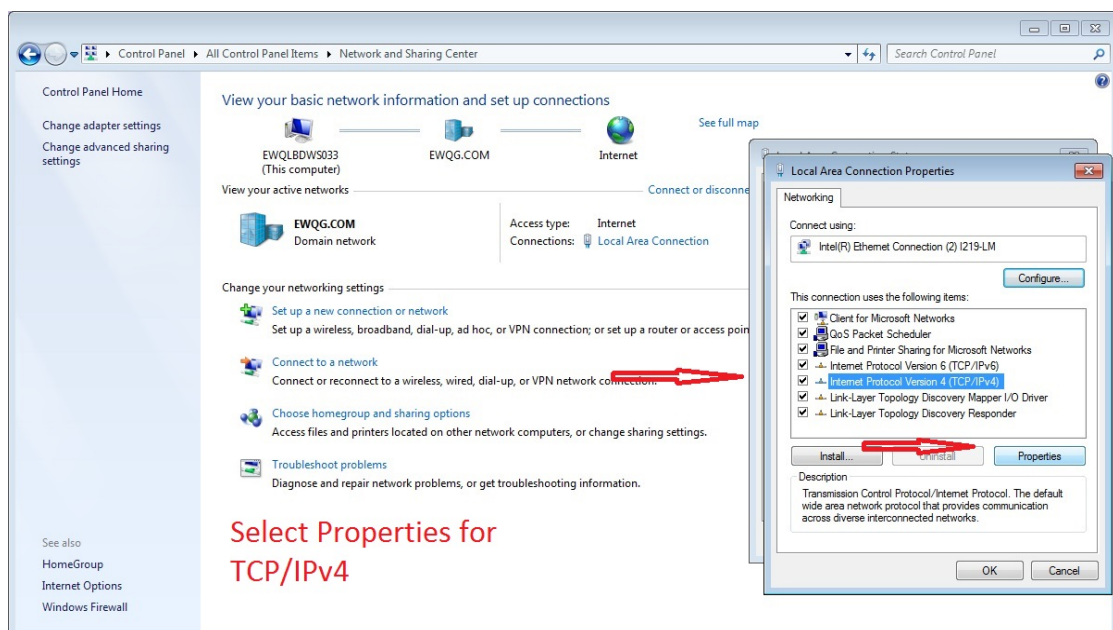 Control Panel ▸ All Control Panel Items ▸ Network and Sharing Center
Search Control Panel
Control Panel Home
Change adapter settings
Change advanced sharing
settings
See also
HomeGroup
Internet Options
Windows Firewall
View your basic network information and set up connections
See full map
EWQLBDWS033
(This computer)
EWQG.COM
Internet
View your active networks
Connect or disconne
EWQG.COM
Domain network
Access type: Internet
Connections: Local Area Connection
Change your networking settings
Set up a new connection or network
Set up a wireless, broadband, dial-up, ad hoc, or VPN connection; or set up a router or access poin
Connect to a network
Connect or reconnect to a wireless, wired, dial-up, or VPN network connection.
Choose homegroup and sharing options
Access files and printers located on other network computers, or change sharing settings.
Troubleshoot problems
Diagnose and repair network problems, or get troubleshooting information.
Select Properties for
TCP/IPv4
Local Area Connection Properties
Networking
Connect using:
Intel(R) Ethernet Connection (2) I219-LM
Configure...
This connection uses the following items:
Client for Microsoft Networks
QoS Packet Scheduler
File and Printer Sharing for Microsoft Networks
Internet Protocol Version 6 (TCP/IPv6)
Internet Protocol Version 4 (TCP/IPv4)
Link-Layer Topology Discovery Mapper I/O Driver
Link-Layer Topology Discovery Responder
Install...
Uninstall
Properties
Description
Transmission Control Protocol/Internet Protocol. The default
wide area network protocol that provides communication
across diverse interconnected networks.
OK
Cancel